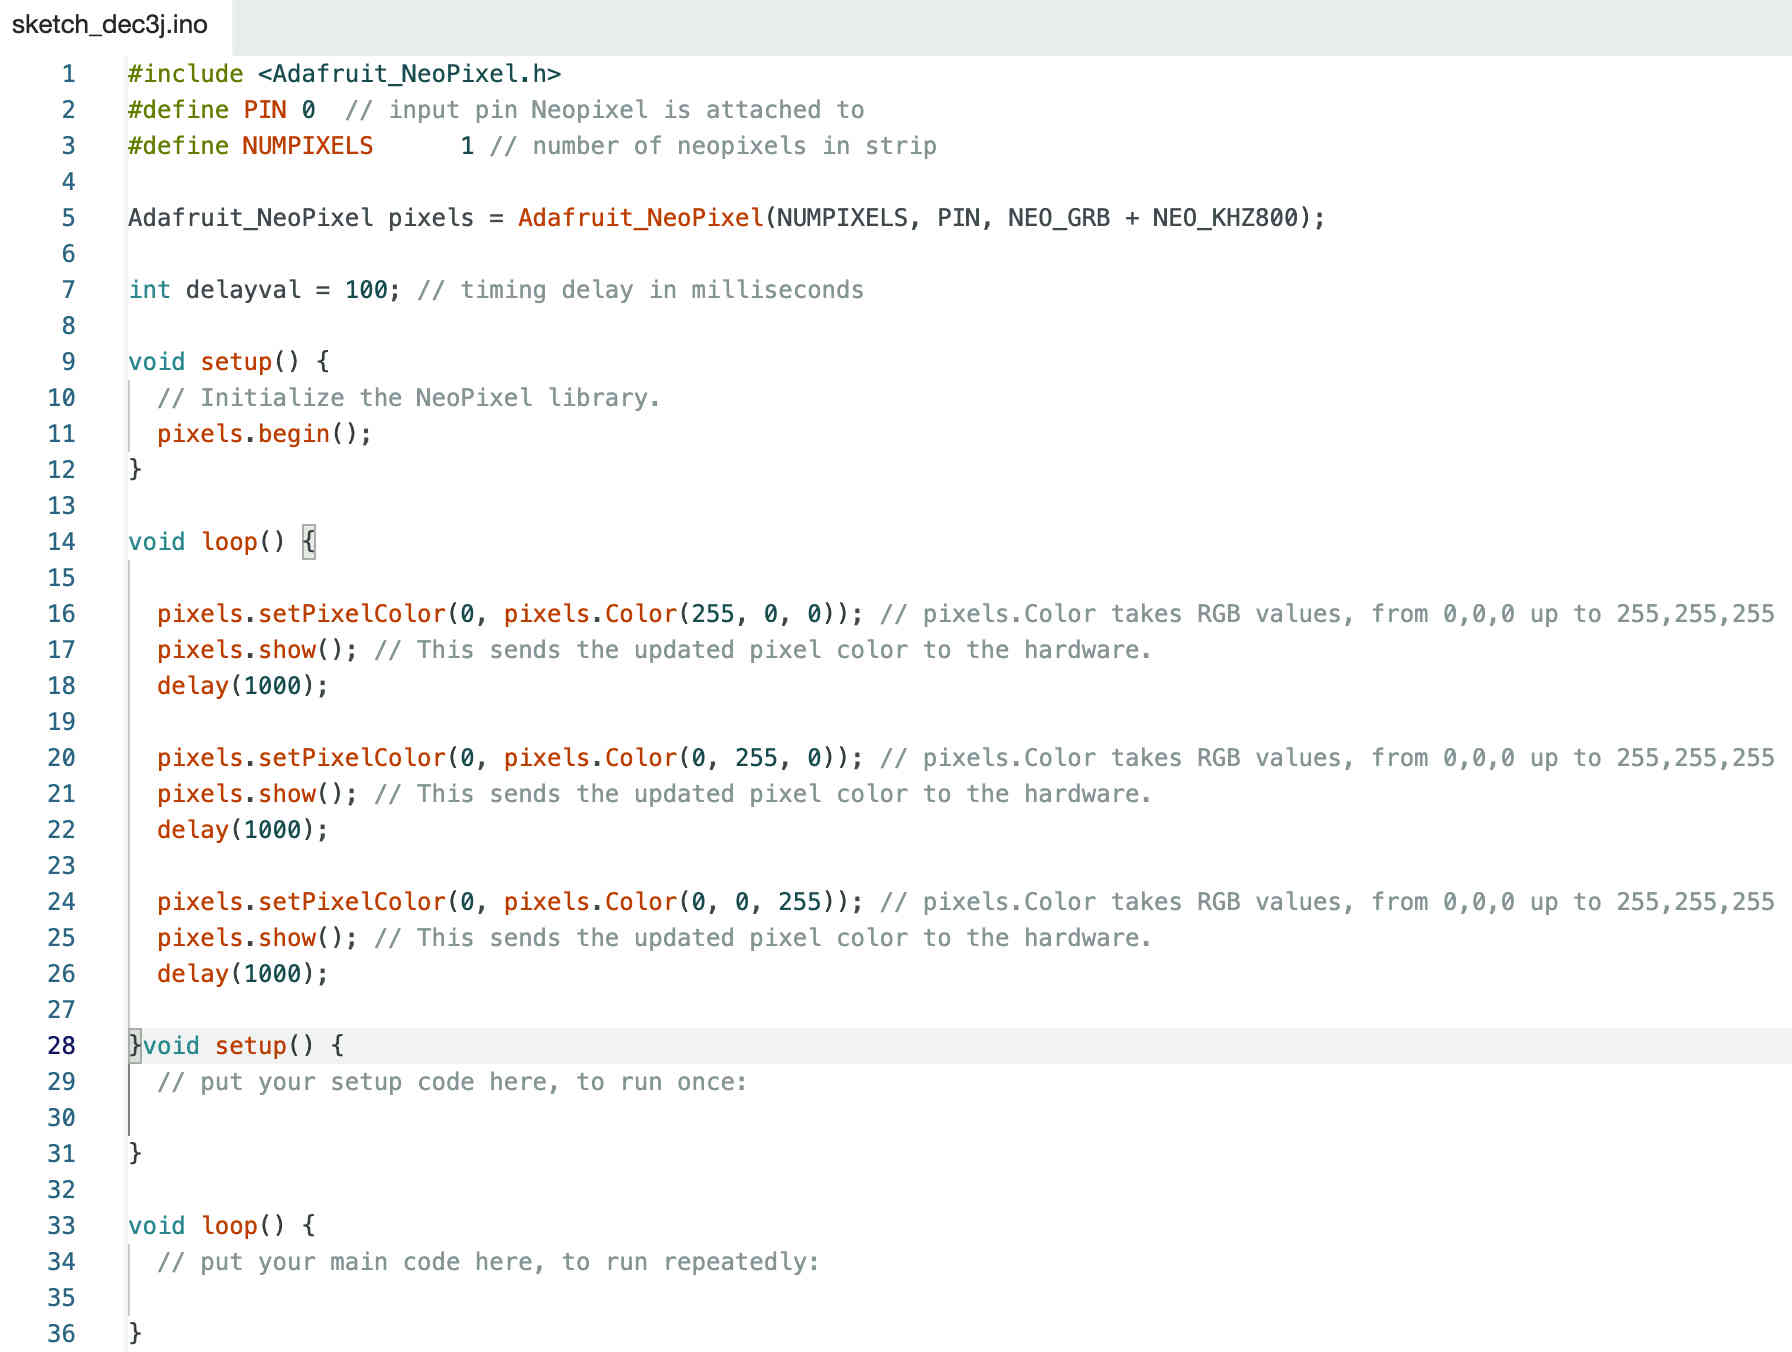 sketch_dec3j.ino
1 #include <Adafruit_NeoPixel.h>
2 #define PIN 0  // input pin Neopixel is attached to
3 #define NUMPIXELS      1 // number of neopixels in strip
4
5 Adafruit_NeoPixel pixels = Adafruit_NeoPixel(NUMPIXELS, PIN, NEO_GRB + NEO_KHZ800);
6
7 int delayval = 100; // timing delay in milliseconds
8
9 void setup() {
10   // Initialize the NeoPixel library.
11   pixels.begin();
12 }
13
14 void loop() {
15
16   pixels.setPixelColor(0, pixels.Color(255, 0, 0)); // pixels.Color takes RGB values, from 0,0,0 up to 255,255,255
17   pixels.show(); // This sends the updated pixel color to the hardware.
18   delay(1000);
19
20   pixels.setPixelColor(0, pixels.Color(0, 255, 0)); // pixels.Color takes RGB values, from 0,0,0 up to 255,255,255
21   pixels.show(); // This sends the updated pixel color to the hardware.
22   delay(1000);
23
24   pixels.setPixelColor(0, pixels.Color(0, 0, 255)); // pixels.Color takes RGB values, from 0,0,0 up to 255,255,255
25   pixels.show(); // This sends the updated pixel color to the hardware.
26   delay(1000);
27
28 }void setup() {
29   // put your setup code here, to run once:
30
31 }
32
33 void loop() {
34   // put your main code here, to run repeatedly:
35
36 }